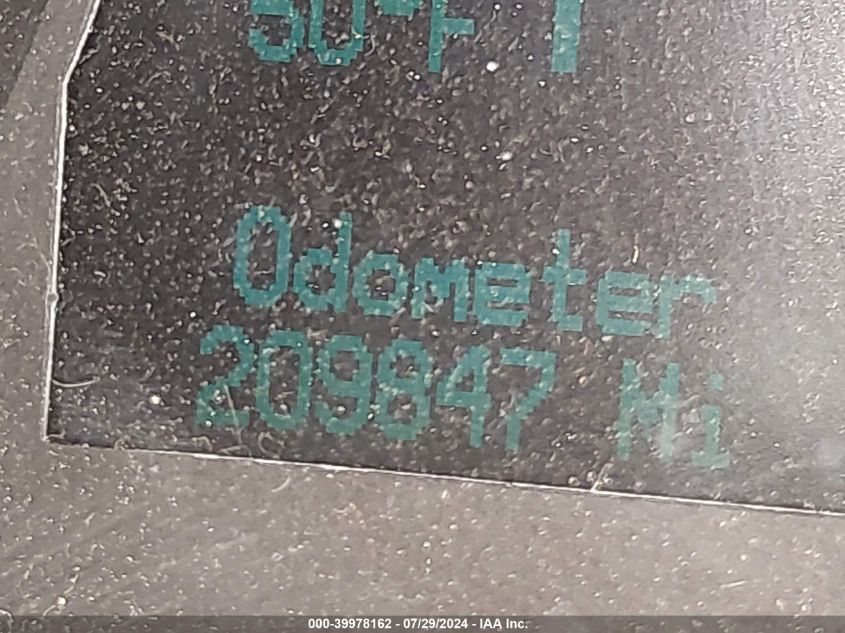 Odometer
209847 Mi
000-39978162 - 07/29/2024 - IAA Inc.